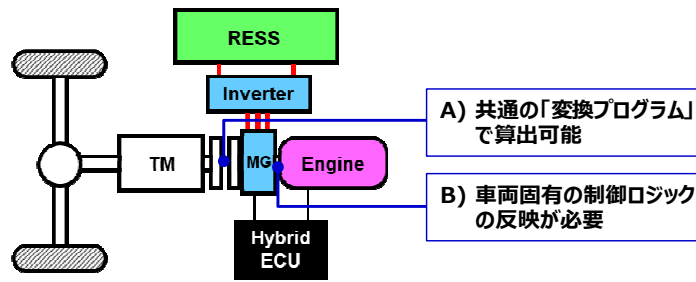 RESS
Inverter
A) 共通の「変換プログラム」
で算出可能
TM
MG
Engine
B) 車両固有の制御ロジック
の反映が必要
Hybrid
ECU